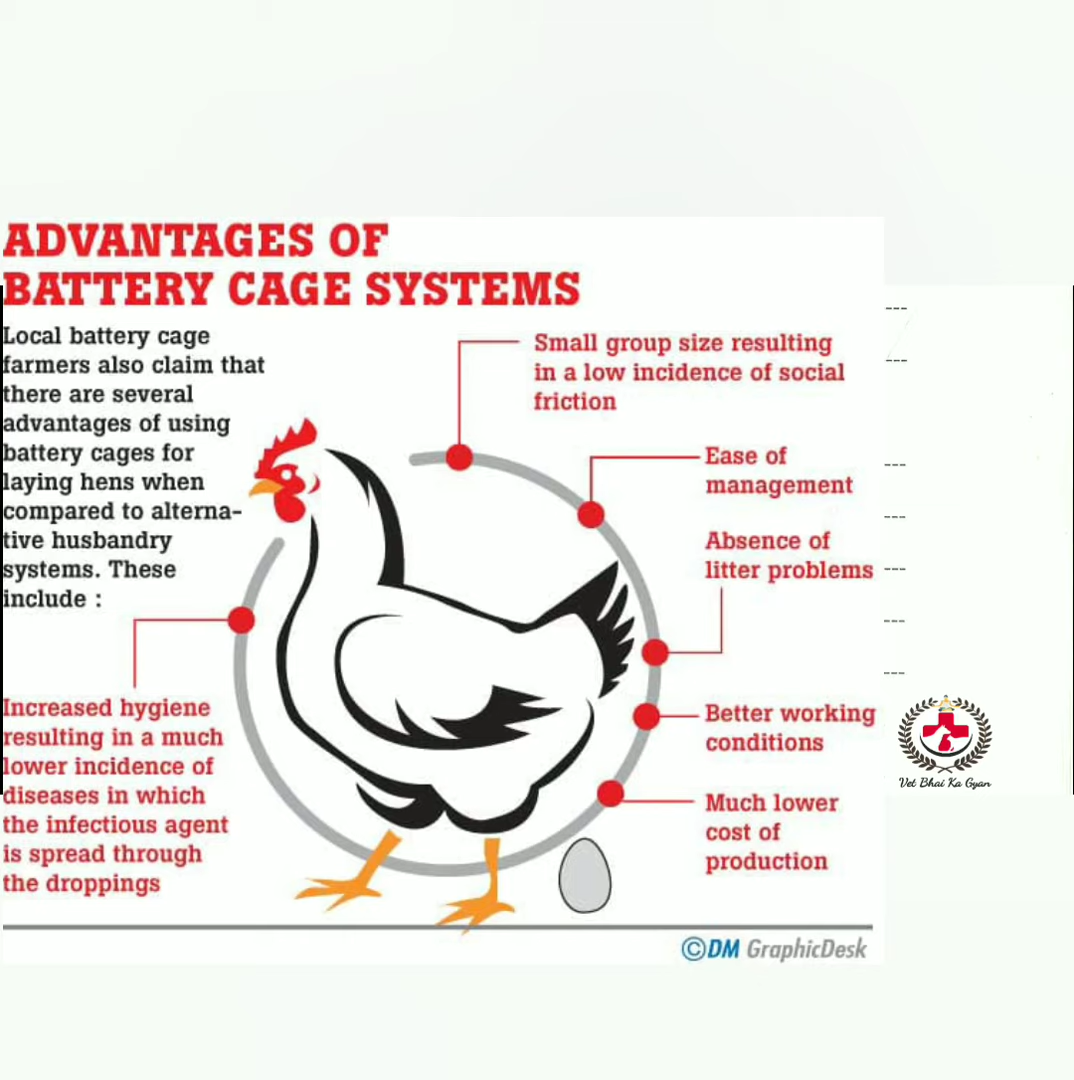 ADVANTAGES OF
BATTERY CAGE SYSTEMS
Local battery cage
farmers also claim that
there are several
advantages of using
battery cages for
laying hens when
compared to alterna-
tive husbandry
systems. These
include :
Small group size resulting
in a low incidence of social
friction
Ease of
management
Absence of
litter problems
Better working
conditions
Much lower
cost of
production
Increased hygiene
resulting in a much
lower incidence of
diseases in which
the infectious agent
is spread through
the droppings
Vet Bhai Ka Gyan
©DM GraphicDesk